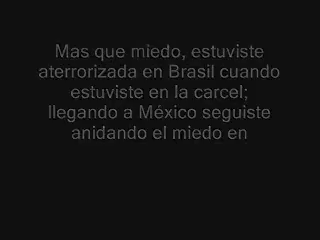 Mas que miedo, estuviste
aterrorizada en Brasil cuando
estuviste en la carcel;
llegando a México seguiste
anidando el miedo en